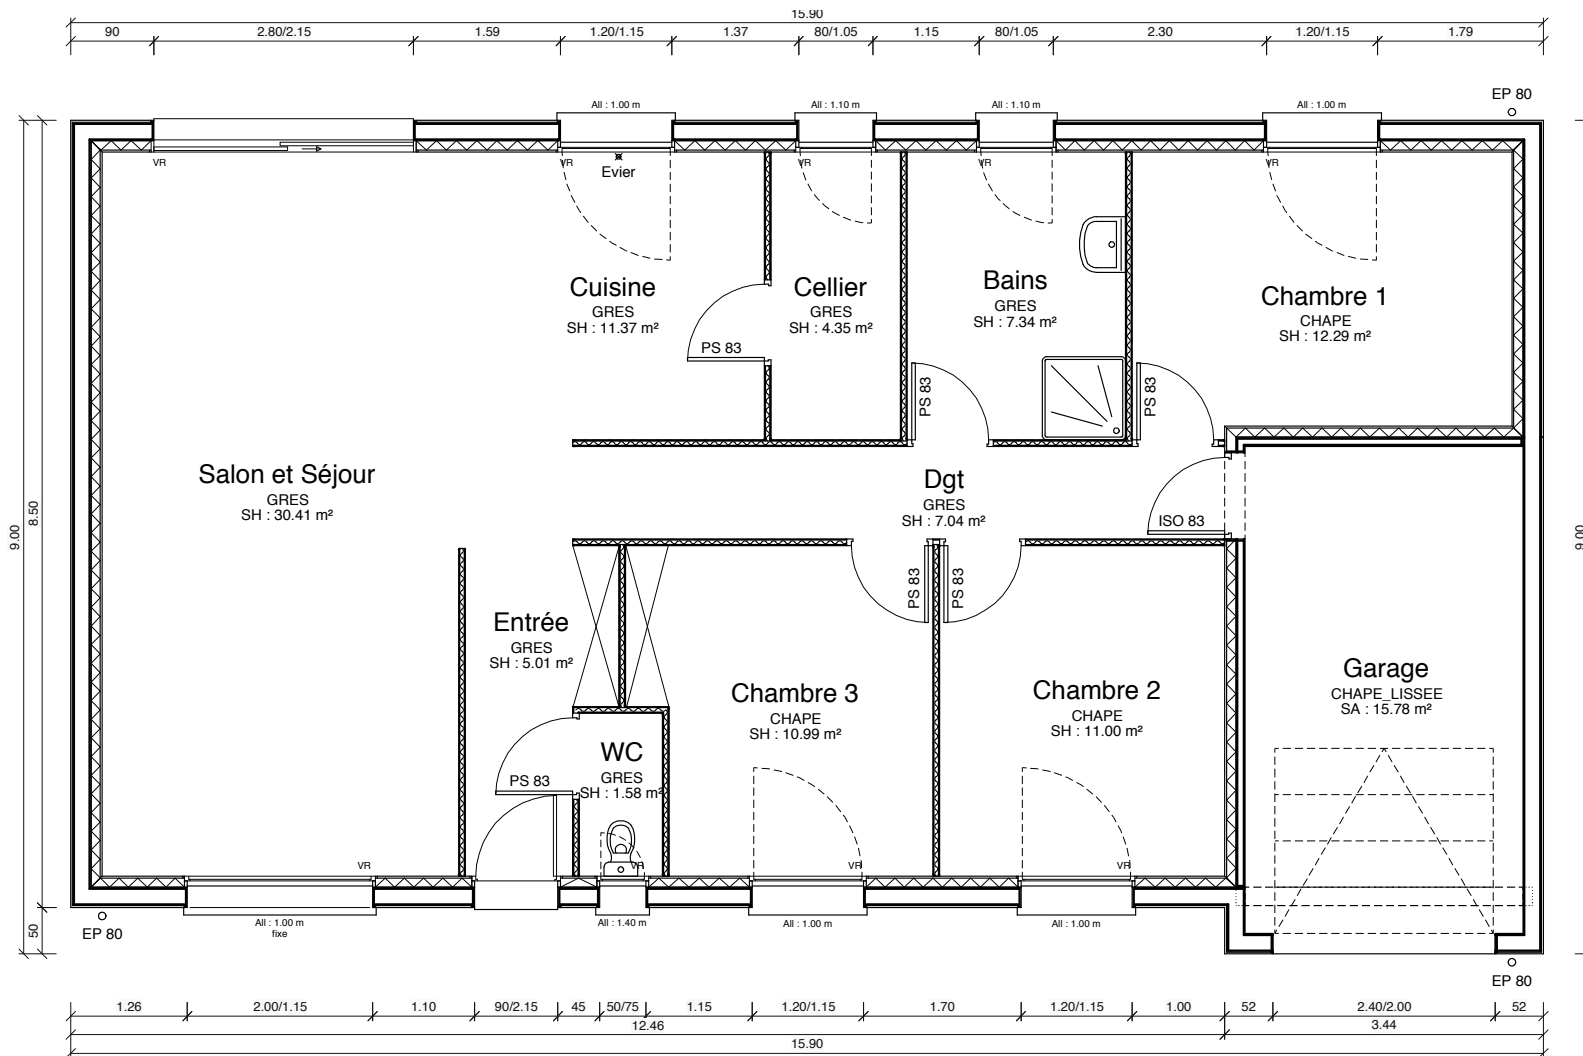 15.90
90 2.80/2.15 1.59 1.20/1.15 1.37 80/1.05 1.15 80/1.05 2.30 1.20/1.15 1.79
EP 80
All : 1.00 m All : 1.10 m All : 1.10 m All : 1.00 m
VR VR VR VR VR
Evier
Cuisine
GRES
SH : 11.37 m²
PS 83
Cellier
GRES
SH : 4.35 m²
Bains
GRES
SH : 7.34 m²
PS 83
Chambre 1
CHAPE
SH : 12.29 m²
PS 83
Salon et Séjour
GRES
SH : 30.41 m²
Dgt
GRES
SH : 7.04 m²
ISO 83
9.00
8.50
9.00
50
Entrée
GRES
SH : 5.01 m²
PS 83
PS 83
Chambre 3
CHAPE
SH : 10.99 m²
Chambre 2
CHAPE
SH : 11.00 m²
Garage
CHAPE_LISSEE
SA : 15.78 m²
WC
GRES
SH : 1.58 m²
PS 83
VR VR VR VR
EP 80
All : 1.00 m
fixe
All : 1.40 m All : 1.00 m All : 1.00 m
EP 80
1.26 2.00/1.15 1.10 90/2.15 45 50/75 1.15 1.20/1.15 1.70 1.20/1.15 1.00 52 2.40/2.00 52
12.46 3.44
15.90